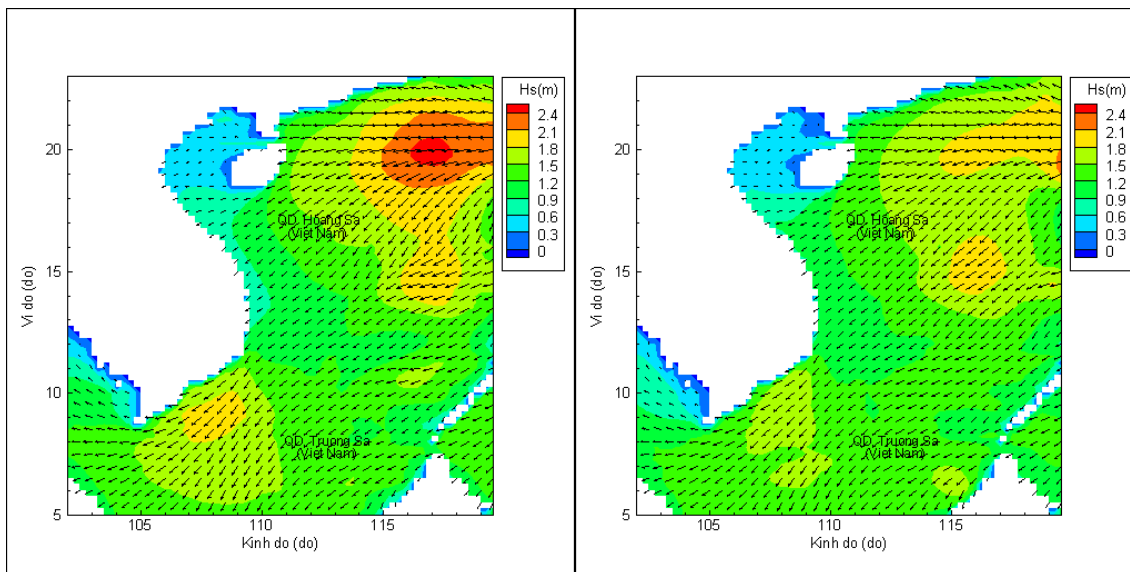 Hs(m)
2.4
2.1
1.8
1.5
1.2
0.9
0.6
0.3
0
20
15
10
5
Vi do (do)
105
110
115
Kinh do (do)
QD. Hoang Sa
(Viet Nam)
QD. Truong Sa
(Viet Nam)
Hs(m)
2.4
2.1
1.8
1.5
1.2
0.9
0.6
0.3
0
20
15
10
5
Vi do (do)
105
110
115
Kinh do (do)
QD. Hoang Sa
(Viet Nam)
QD. Truong Sa
(Viet Nam)